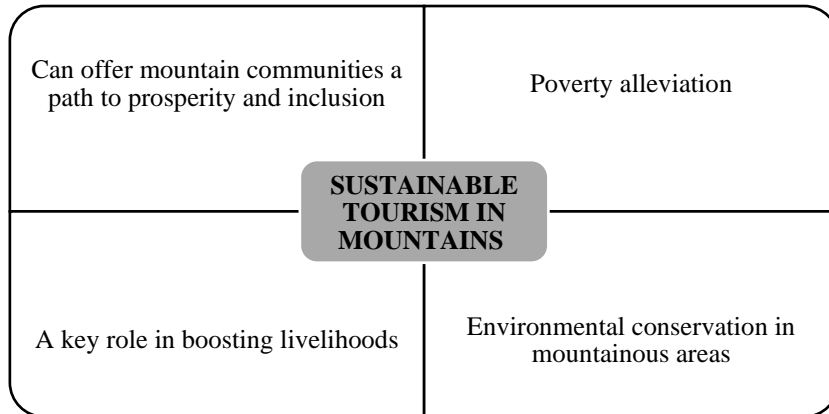 Can offer mountain communities a
path to prosperity and inclusion
Poverty alleviation
SUSTAINABLE
TOURISM IN
MOUNTAINS
A key role in boosting livelihoods
Environmental conservation in
mountainous areas